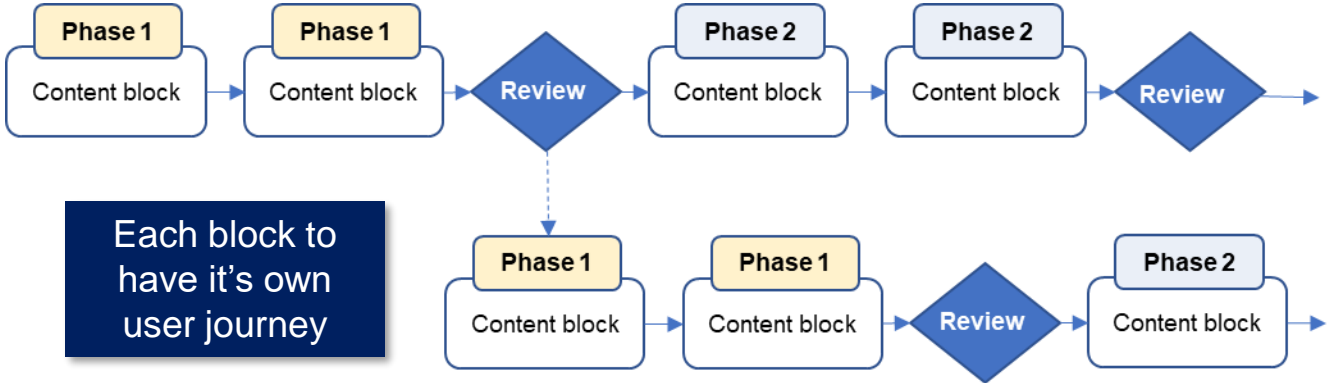 Phase 1
Content block
Phase 1
Content block
Review
Phase 2
Content block
Phase 2
Content block
Review
Each block to
have it's own
user journey
Phase 1
Content block
Phase 1
Content block
Review
Phase 2
Content block